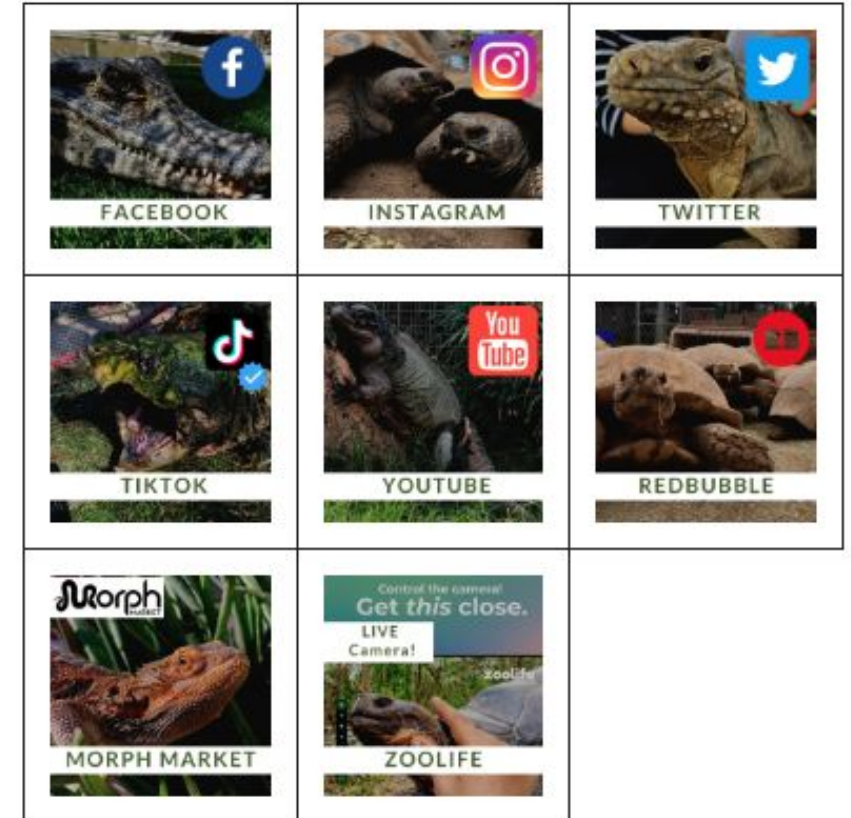 f
FACEBOOK
INSTAGRAM
TWITTER
TIKTOK
You
Tube
YOUTUBE
REDBUBBLE
Morph
MARKET
MORPH MARKET
Control the camera!
Get this close.
LIVE
Camera!
zoolife
ZOOLIFE